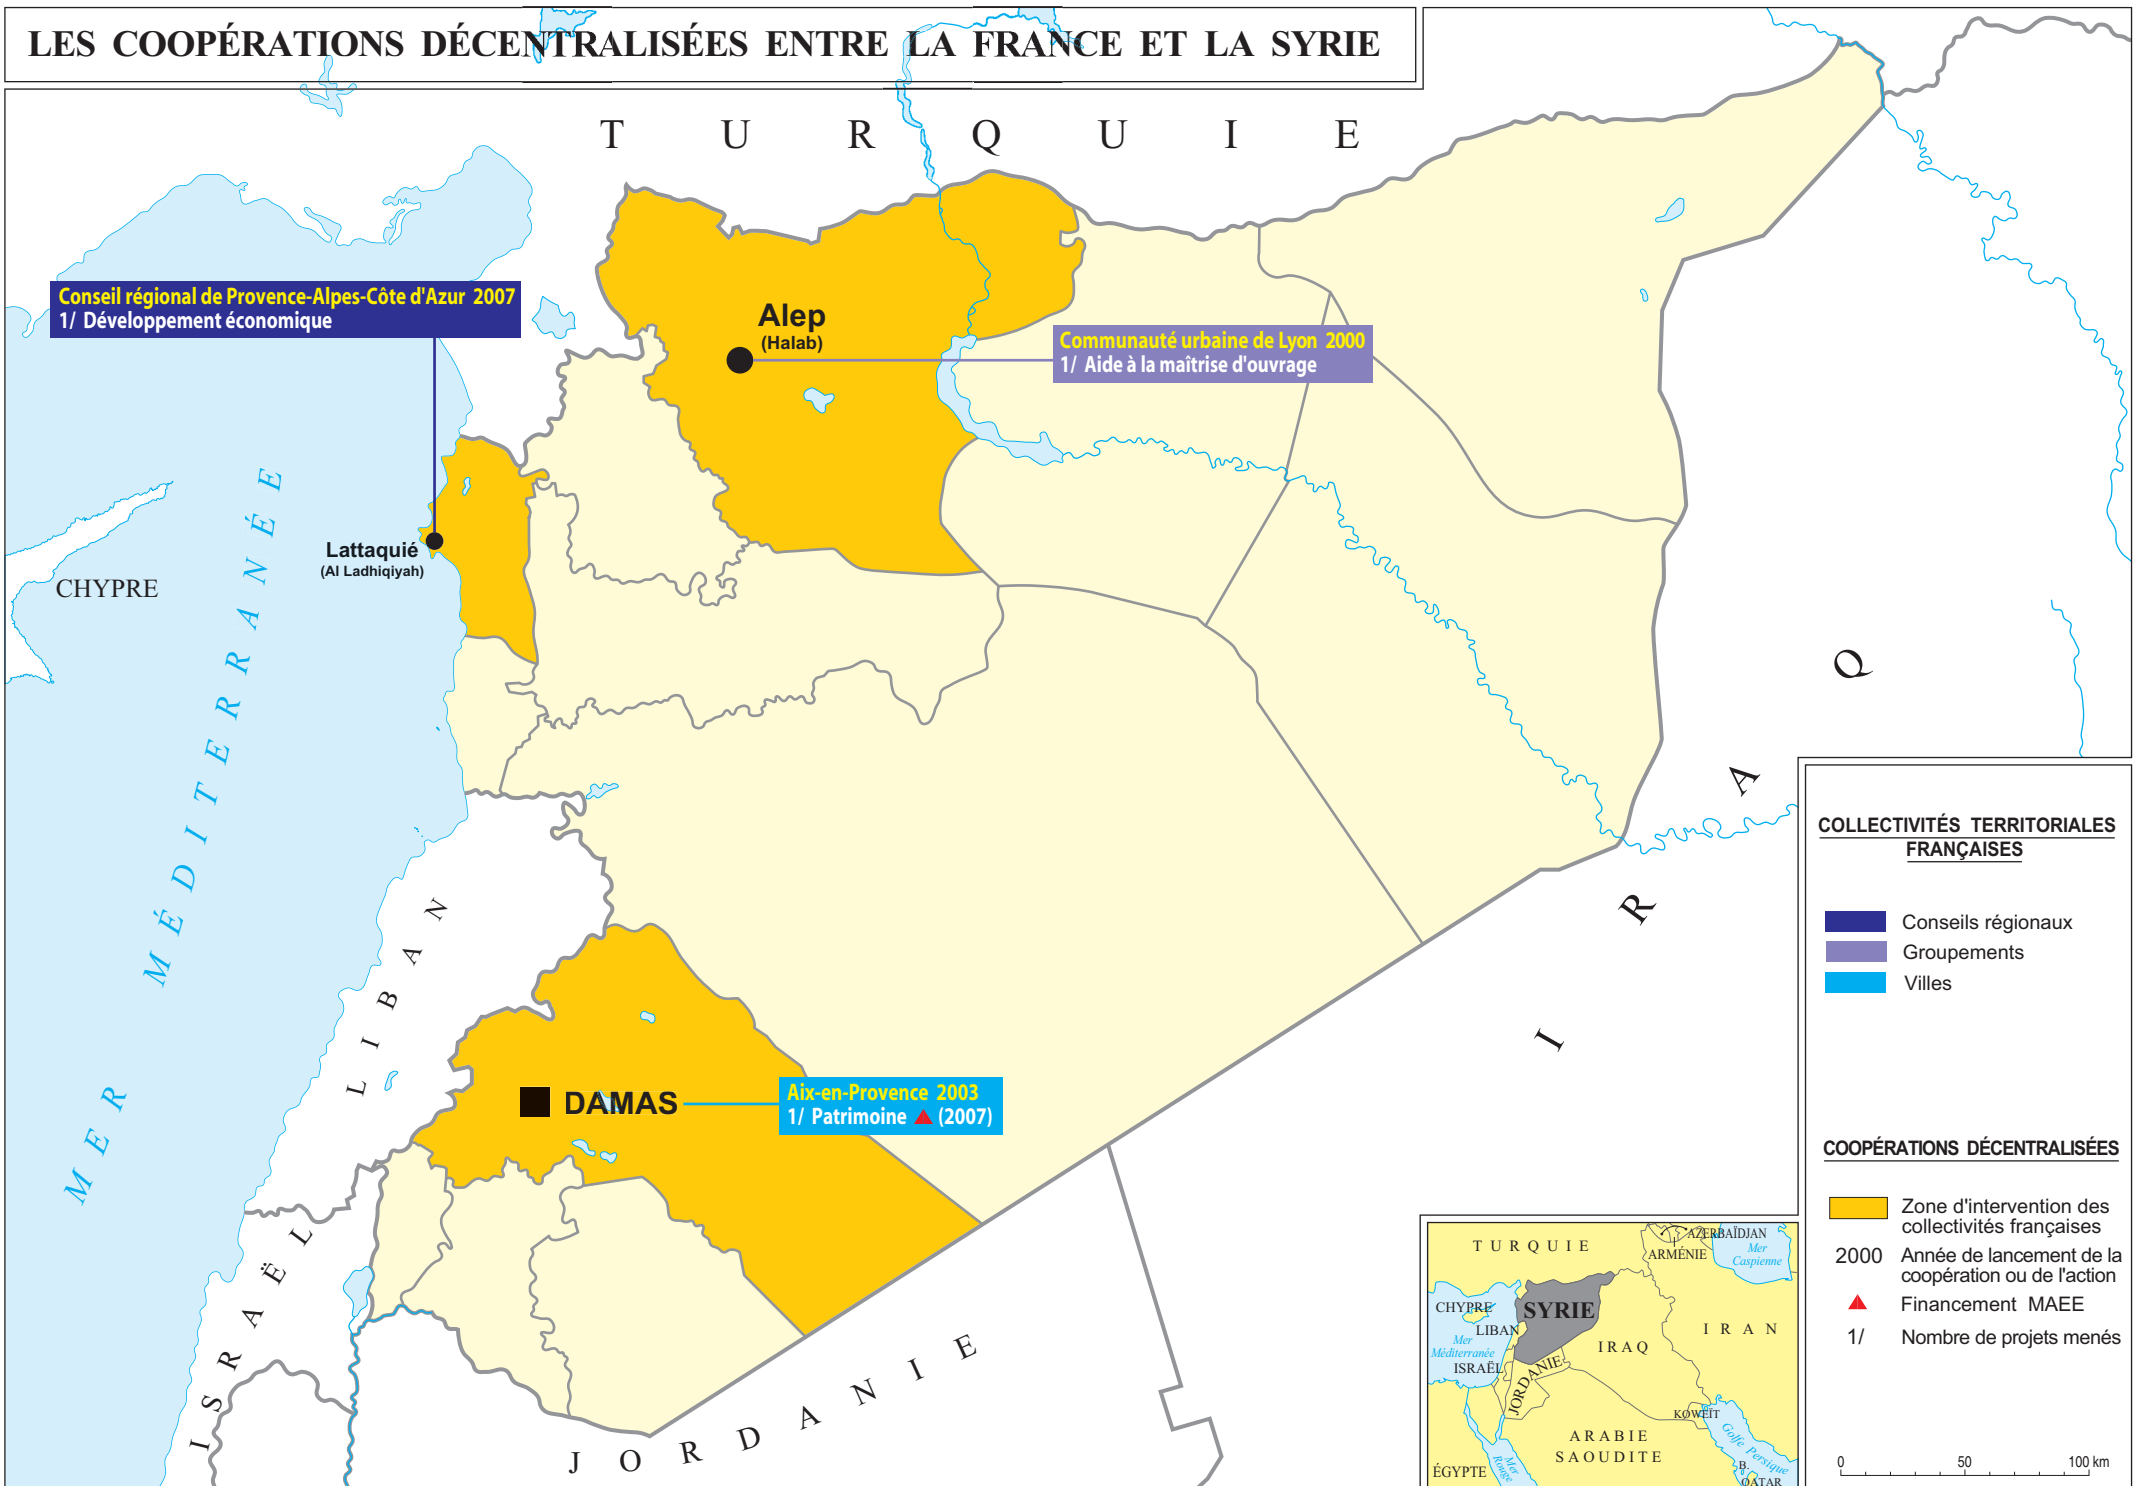 LES COOPÉRATIONS DÉCENTRALISÉES ENTRE LA FRANCE ET LA SYRIE
TURQUIE
Conseil régional de Provence-Alpes-Côte d'Azur 2007
1/ Développement économique
Alep
(Halab)
Communauté urbaine de Lyon 2000
1/ Aide à la maîtrise d'ouvrage
Lattaquié
(Al Ladhiqiyah)
CHYPRE
MER MÉDITERRANÉE
LIBAN
IRAQ
DAMAS
Aix-en-Provence 2003
1/ Patrimoine (2007)
ISRAËL
JORDANIE
COLLECTIVITÉS TERRITORIALES
FRANÇAISES
Conseils régionaux
Groupements
Villes
COOPÉRATIONS DÉCENTRALISÉES
Zone d'intervention des
collectivités françaises
2000 Année de lancement de la
coopération ou de l'action
Financement MAEE
1/ Nombre de projets menés
0 50 100 km
TURQUIE
AZERBAÏDJAN
ARMÉNIE
Mer
Caspienne
CHYPRE
SYRIE
LIBAN
Mer
Méditerranée
ISRAËL
JORDANIE
IRAQ
IRAN
KOWEÏT
ARABIE
SAOUDITE
Golfe Persique
ÉGYPTE
Mer
Rouge
B.
QATAR